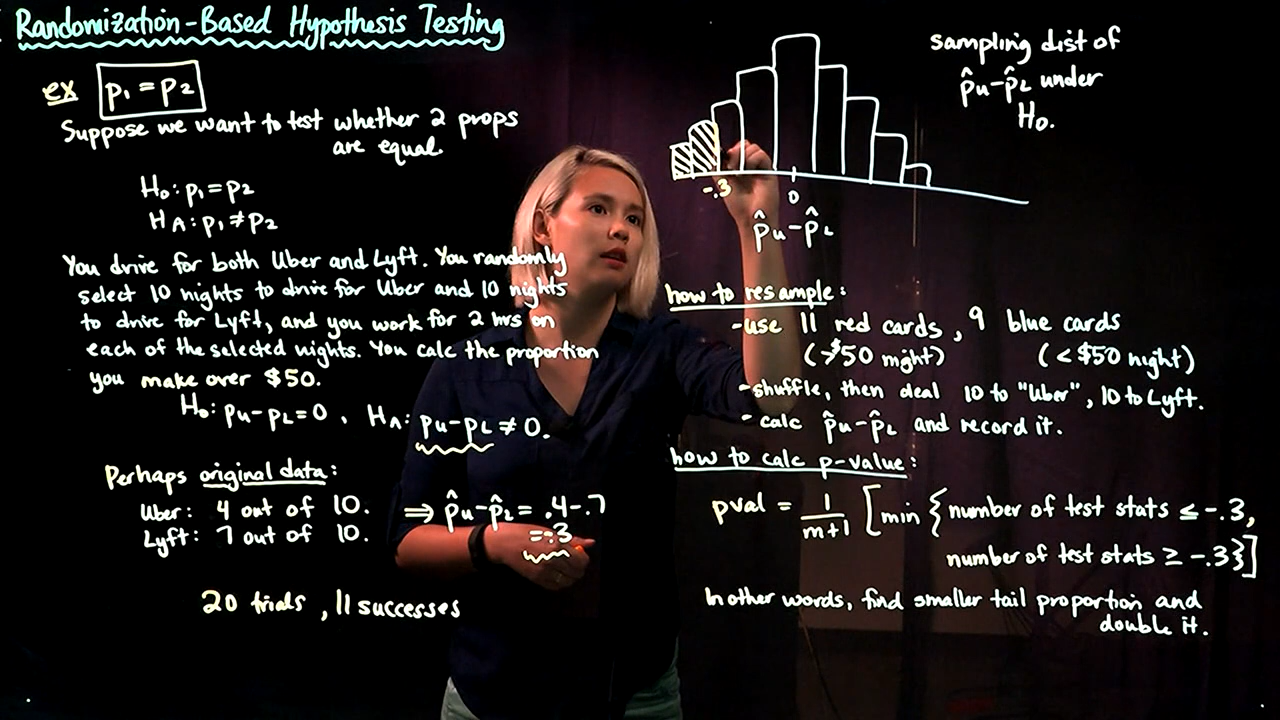 Randomization-Based Hypothesis Testing
ex p₁ = p₂
Suppose we want to test whether 2 props
are equal.
H₀: p₁ = p₂
HA: p₁ ≠ p₂
You drive for both Uber and Lyft. You randomly
select 10 nights to drive for Uber and 10 nights
to drive for Lyft, and you work for 2 hrs on
each of the selected nights. You calc the proportion
you make over $50.
H₀: pu-pL=0, HA: pu-pL ≠ 0.
Perhaps original data:
Uber: 4 out of 10. ⇒ p̂u-p̂L = .4-.7
Lyft: 7 out of 10. =-.3
20 trials, 11 successes
sampling dist of
p̂u-p̂L under
H₀.
-.3 0
p̂u-p̂L
how to resample:
-use 11 red cards, 9 blue cards
(>$50 night) (<$50 night)
-shuffle, then deal 10 to "Uber", 10 to Lyft.
- calc p̂u-p̂L and record it.
how to calc p-value:
pval = 1/(m+1) [min {number of test stats ≤ -.3,
number of test stats ≥ -.3}]
In other words, find smaller tail proportion and
double it.